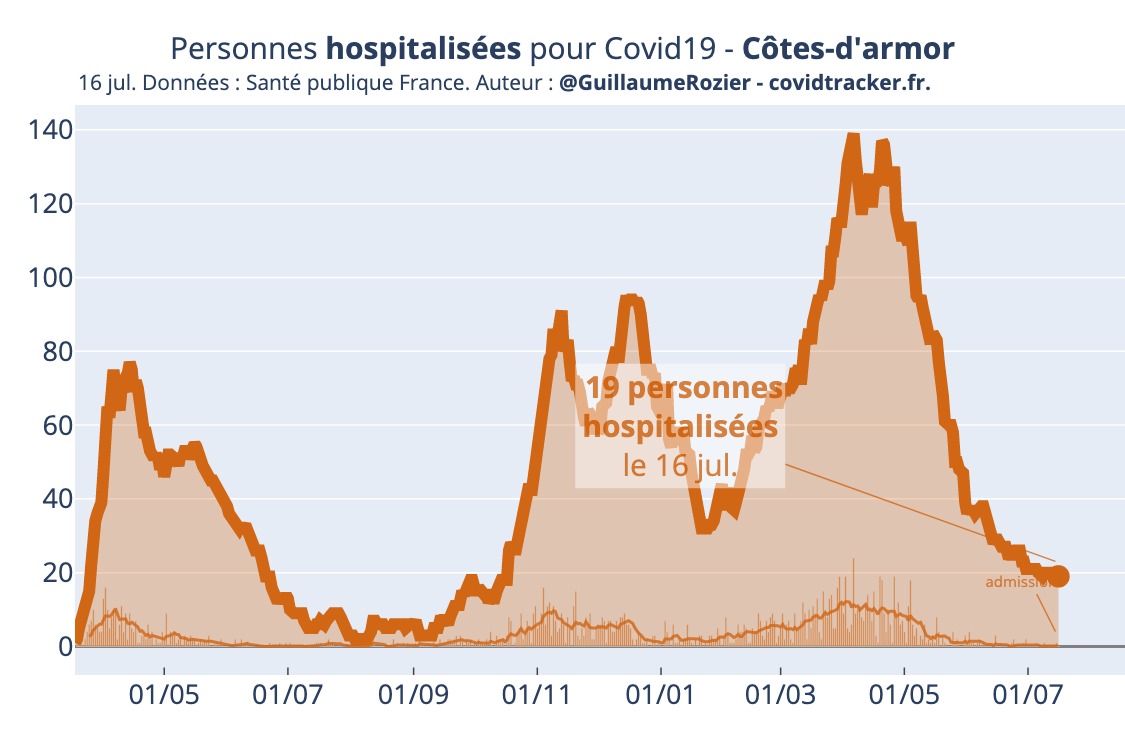 Personnes hospitalisées pour Covid19 - Côtes-d'armor
16 jul. Données : Santé publique France. Auteur : @GuillaumeRozier - covidtracker.fr.
140
120
100
80
60
40
20
0
19 personnes
hospitalisées
le 16 jul.
01/05 01/07 01/09 01/11 01/01 01/03 01/05 01/07